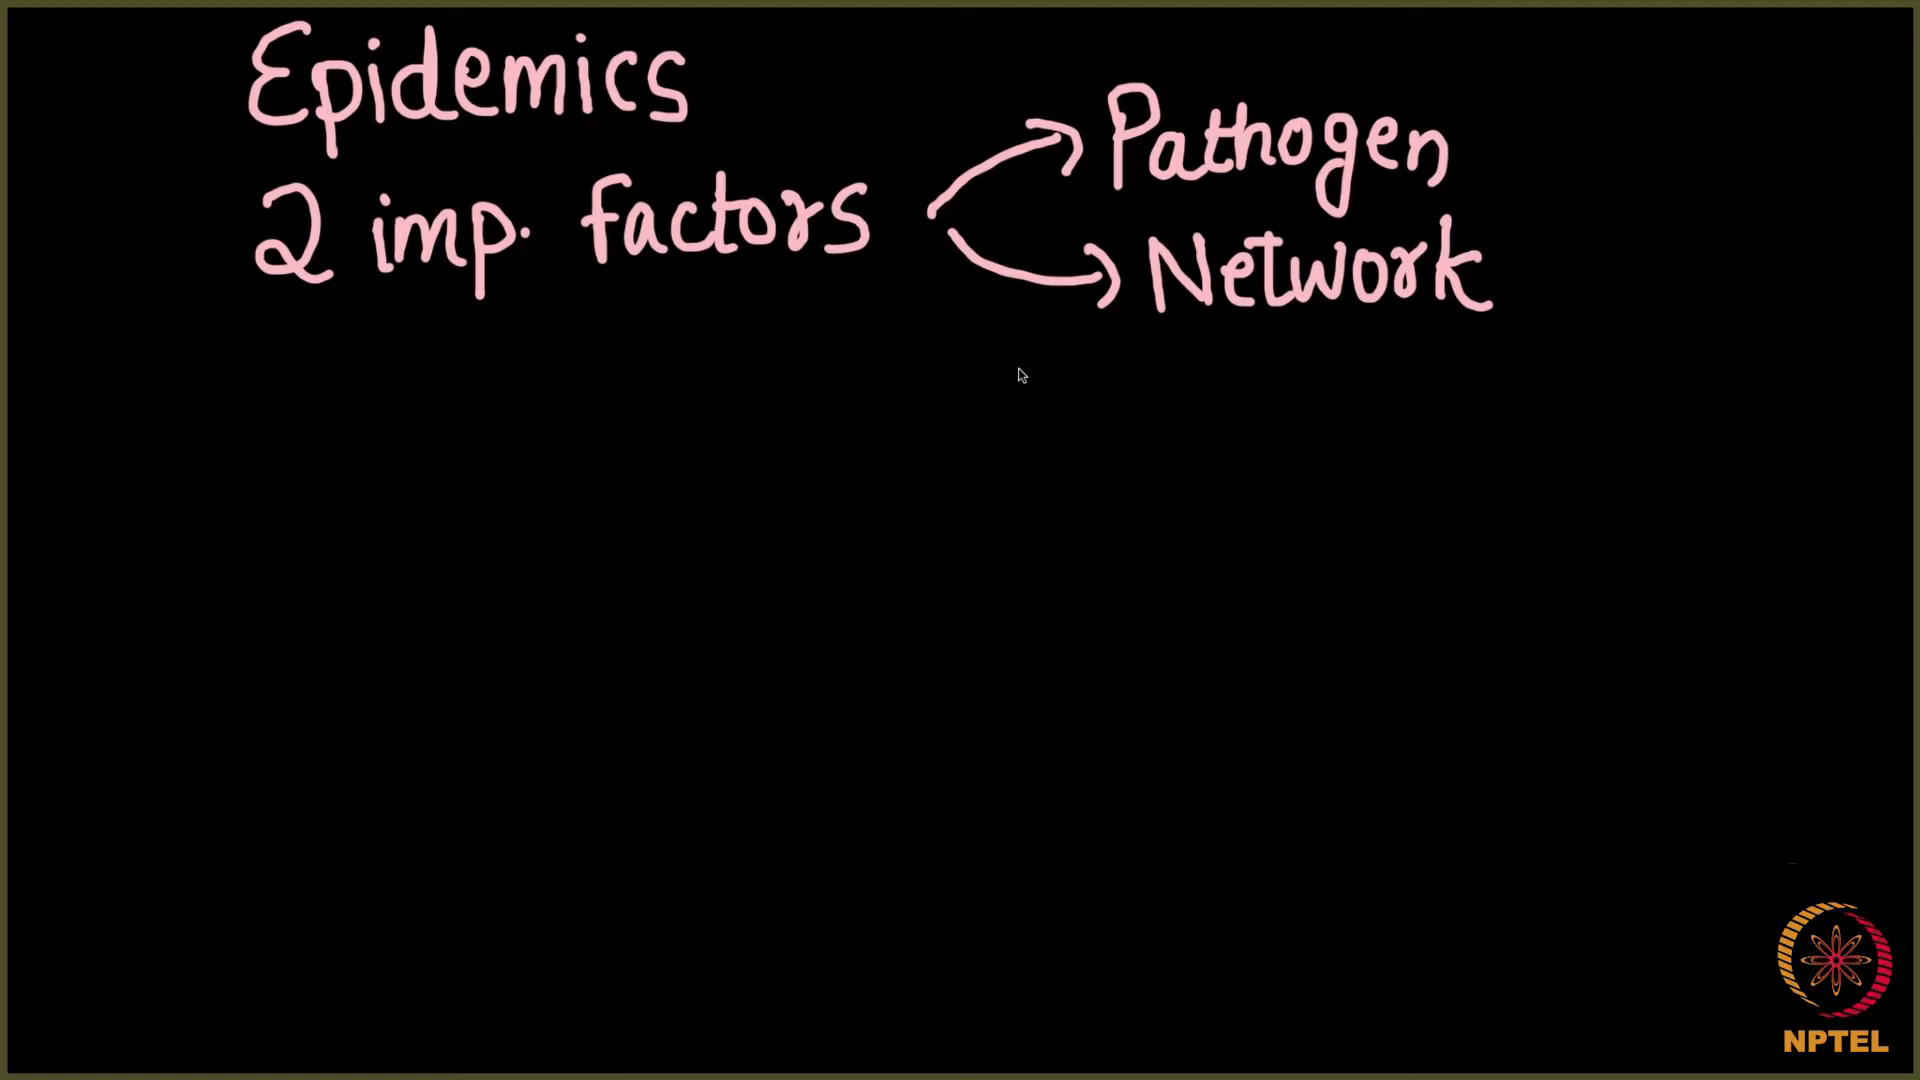 Epidemics
2 imp. factors
Pathogen
Network
NPTEL